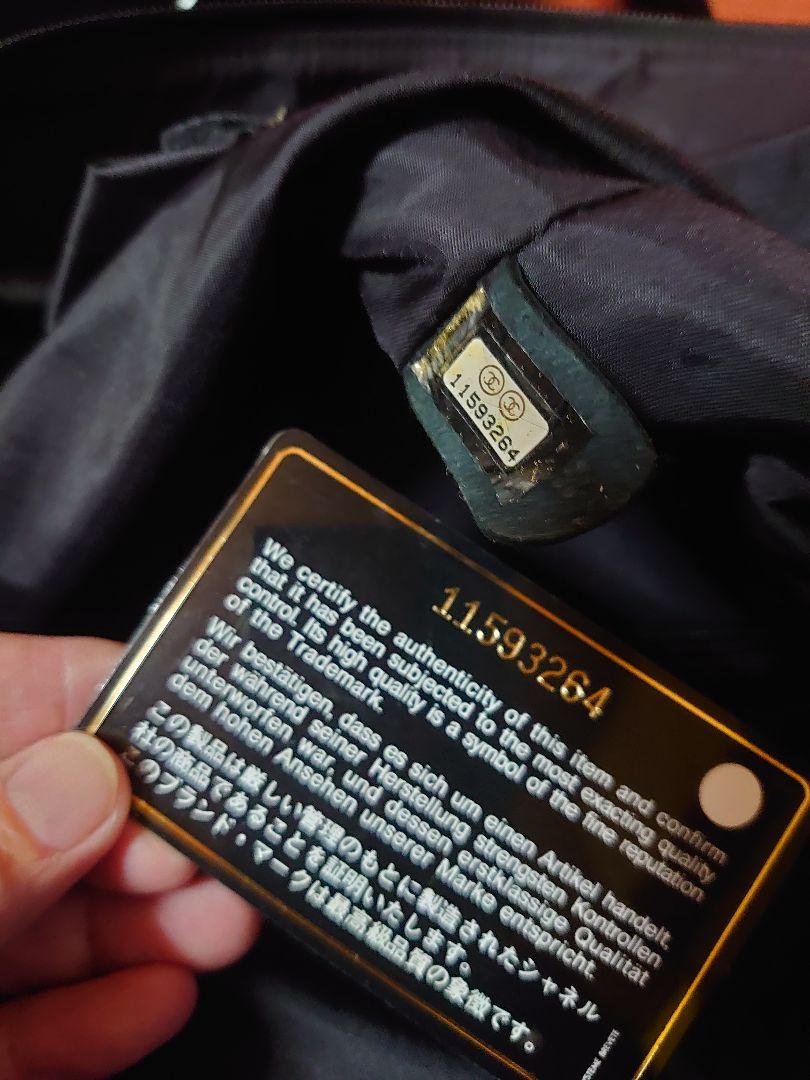 11593264
11593264
We certify the authenticity of this item and confirm
that it has been subjected to the most exacting quality
control. Its high quality is a symbol of the fine reputation
of the Trademark.
Wir bestätigen, dass es sich um einen Artikel handelt,
der während seiner Herstellung strengsten Kontrollen
unterworfen war, und dessen erstklassige Qualität
dem hohen Ansehen unserer Marke entspricht.
この製品は厳しい管理のもとに製造されたシャネル
社の商品であることを証明いたします。
このブランド・マークは最高級品質の象徴です。